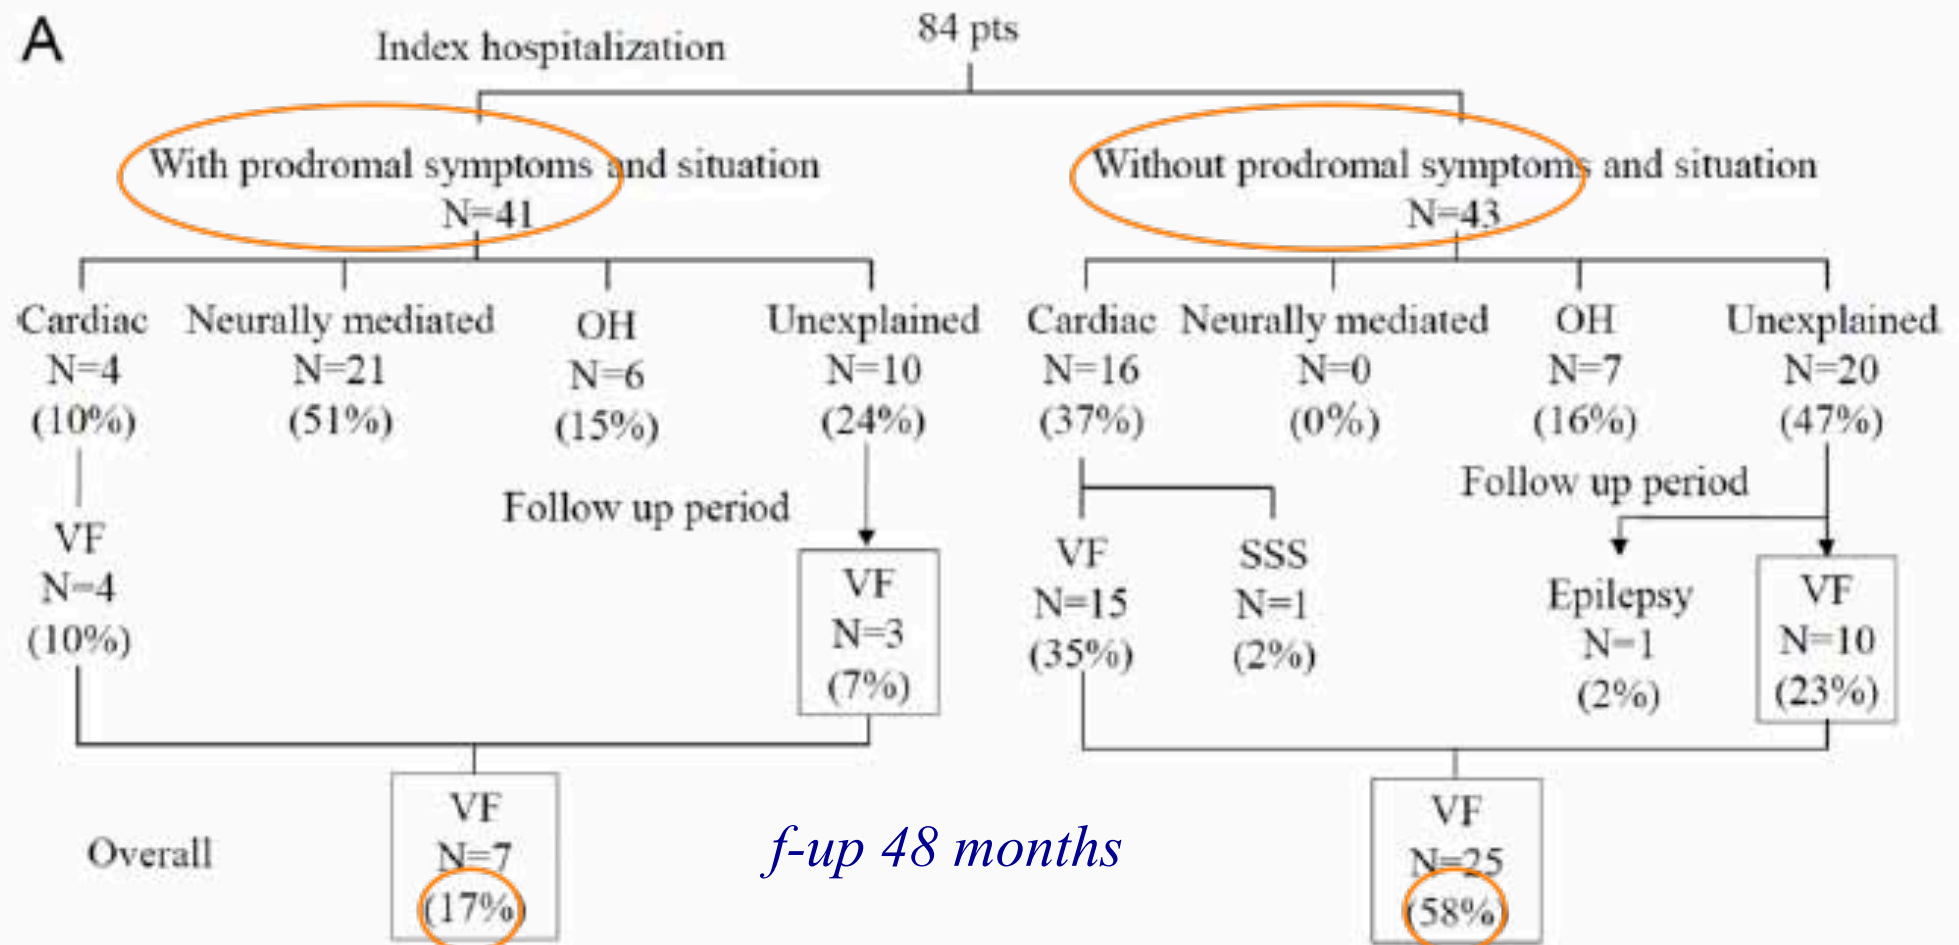 A
Index hospitalization
84 pts
With prodromal symptoms and situation
N=41
Without prodromal symptoms and situation
N=43
Cardiac
N=4
(10%)
Neurally mediated
N=21
(51%)
OH
N=6
(15%)
Unexplained
N=10
(24%)
Cardiac
N=16
(37%)
Neurally mediated
N=0
(0%)
OH
N=7
(16%)
Unexplained
N=20
(47%)
VF
N=4
(10%)
Follow up period
VF
N=3
(7%)
VF
N=15
(35%)
SSS
N=1
(2%)
Follow up period
Epilepsy
N=1
(2%)
VF
N=10
(23%)
Overall
VF
N=7
(17%)
f-up 48 months
VF
N=25
(58%)